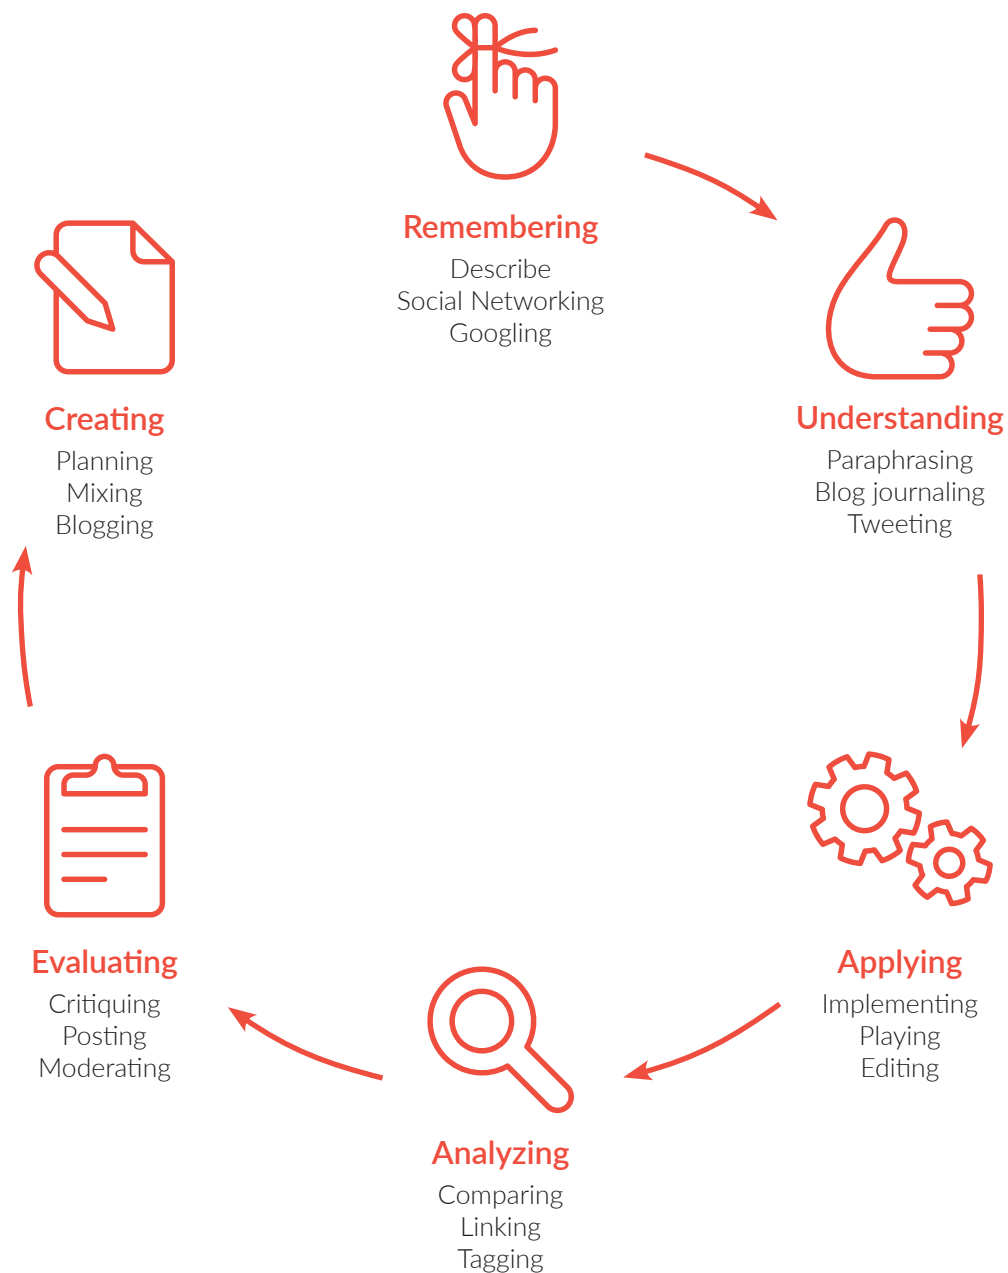 Remembering
Describe
Social Networking
Googling
Understanding
Paraphrasing
Blog journaling
Tweeting
Applying
Implementing
Playing
Editing
Analyzing
Comparing
Linking
Tagging
Evaluating
Critiquing
Posting
Moderating
Creating
Planning
Mixing
Blogging